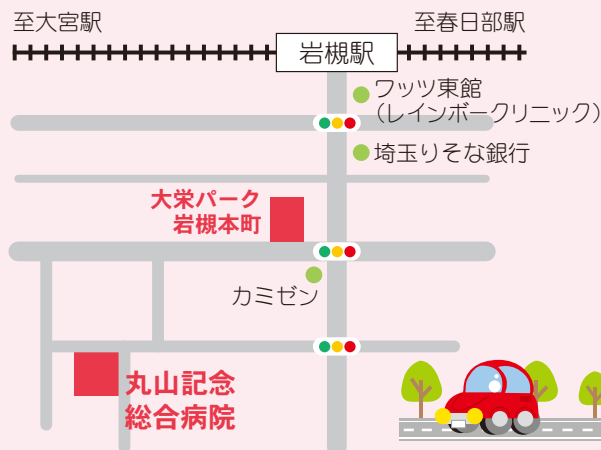 至大宮駅
至春日部駅
岩槻駅
ワッツ東館
(レインボークリニック)
埼玉りそな銀行
大栄パーク
岩槻本町
カミゼン
丸山記念
総合病院